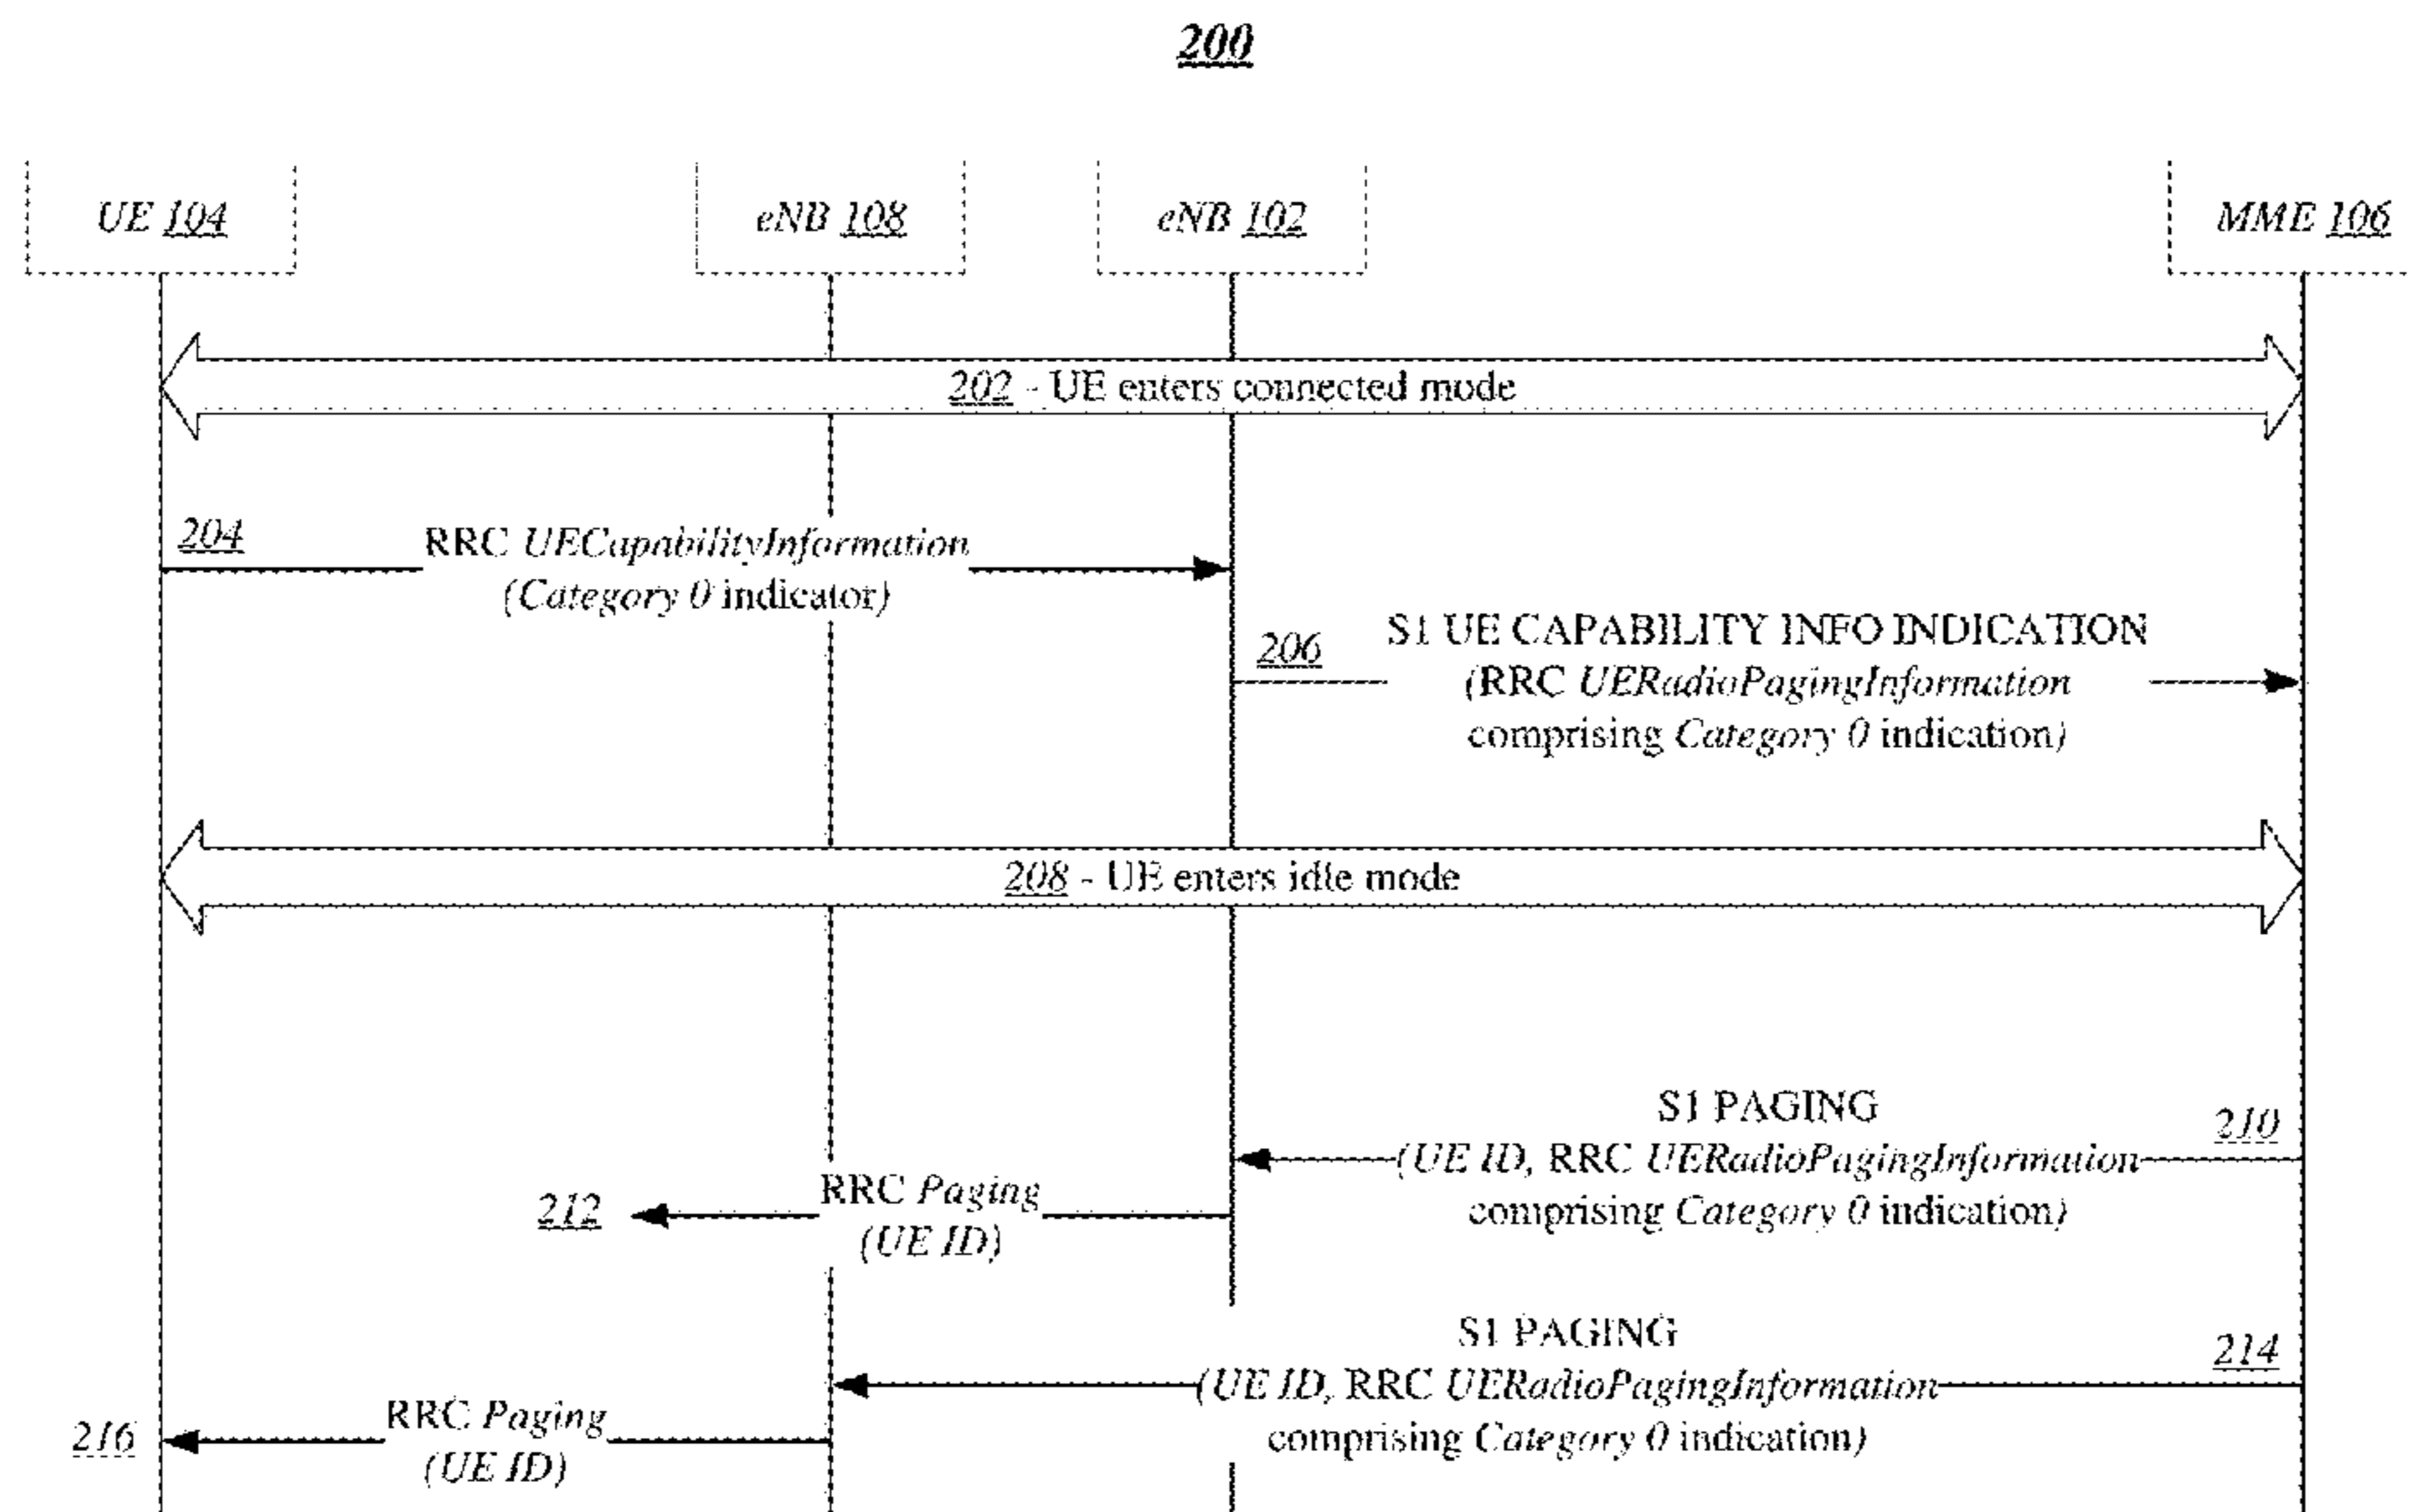 200
UE 104
eNB 108
eNB 102
MME 106
202 - UE enters connected mode
204
RRC UECapabilityInformation
(Category 0 indicator)
206
S1 UE CAPABILITY INFO INDICATION
(RRC UERadioPagingInformation
comprising Category 0 indication)
208 - UE enters idle mode
S1 PAGING
210
(UE ID, RRC UERadioPagingInformation
comprising Category 0 indication)
212
RRC Paging
(UE ID)
S1 PAGING
214
(UE ID, RRC UERadioPagingInformation
comprising Category 0 indication)
216
RRC Paging
(UE ID)